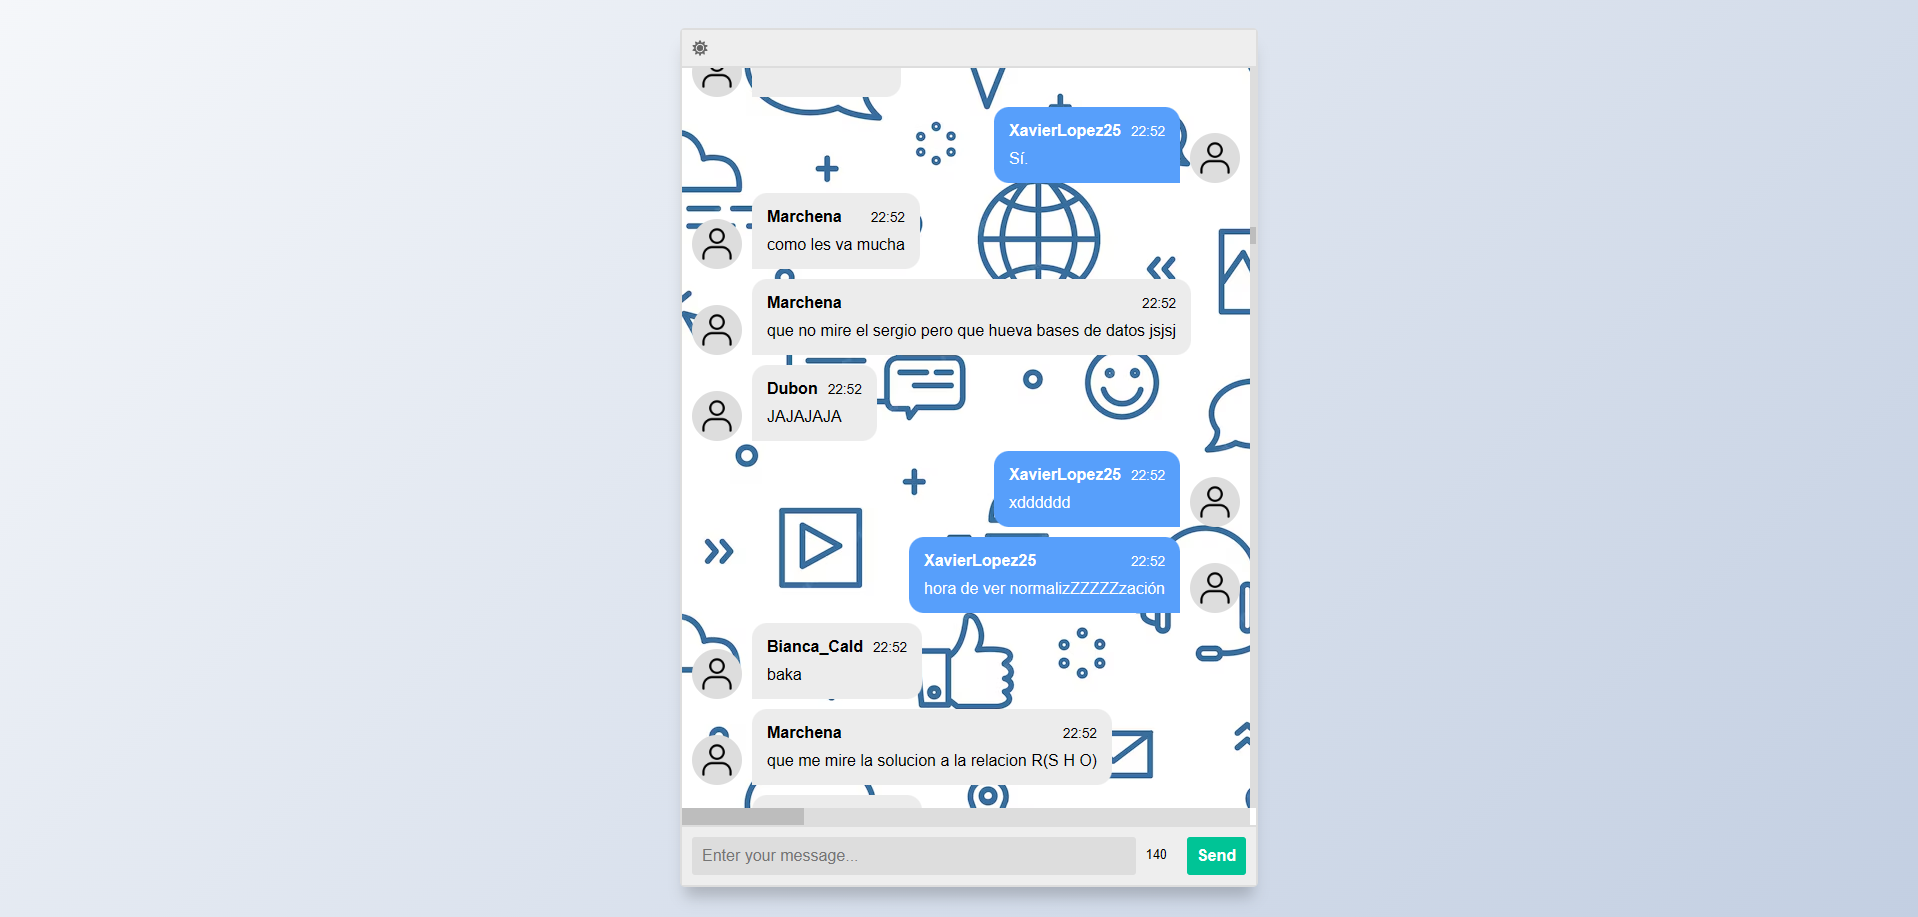 XavierLopez25 22:52
Sí.
Marchena 22:52
como les va mucha
Marchena 22:52
que no mire el sergio pero que hueva bases de datos jsjsj
Dubon 22:52
JAJAJAJA
XavierLopez25 22:52
xdddddd
XavierLopez25 22:52
hora de ver normalizZZZZZzación
Bianca_Cald 22:52
baka
Marchena 22:52
que me mire la solucion a la relacion R(S H O)
Enter your message... 140 Send